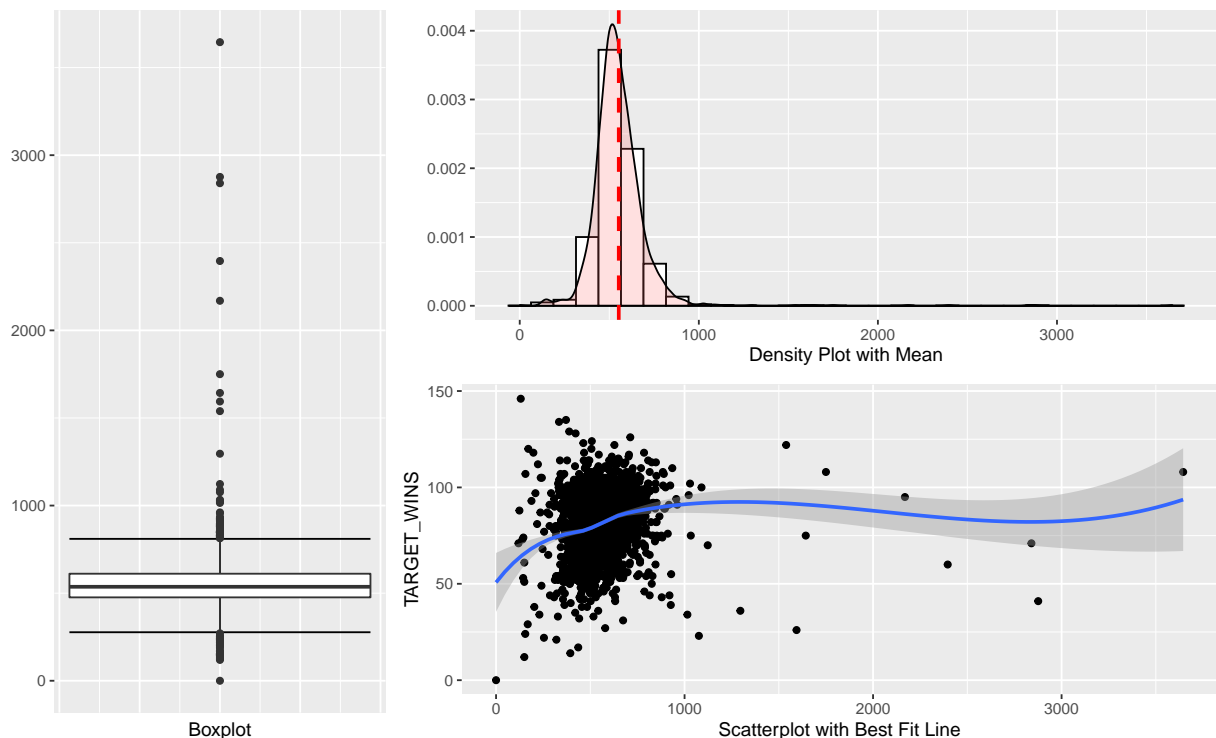 3000
2000
1000
0
Boxplot
0.004
0.003
0.002
0.001
0.000
0 1000 2000 3000
Density Plot with Mean
TARGET_WINS
150
100
50
0
0 1000 2000 3000
Scatterplot with Best Fit Line